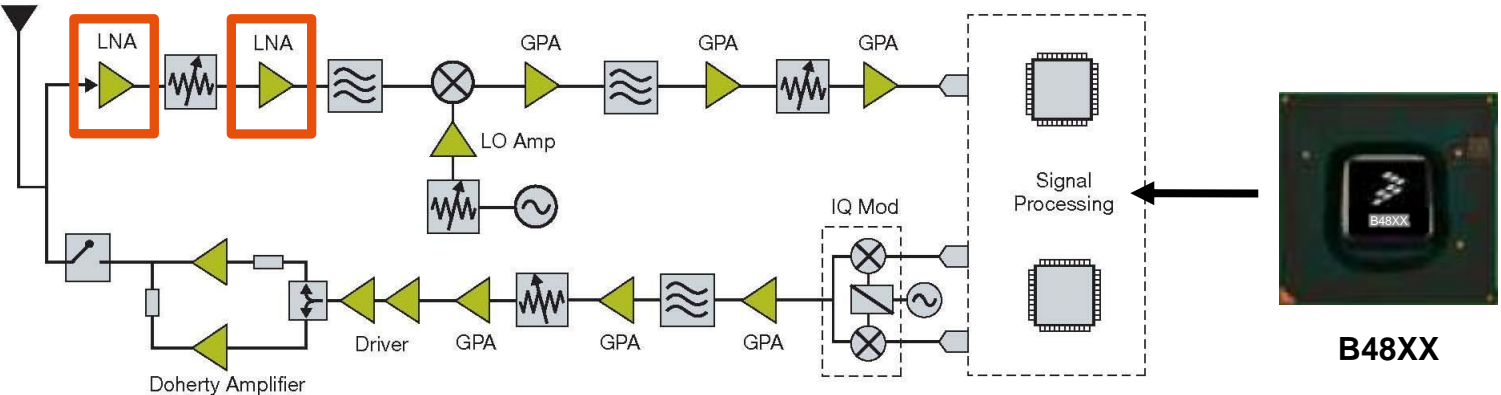 LNA
LNA
GPA
GPA
GPA
LO Amp
Signal
Processing
B48XX
IQ Mod
Driver
GPA
GPA
GPA
Doherty Amplifier
B48XX